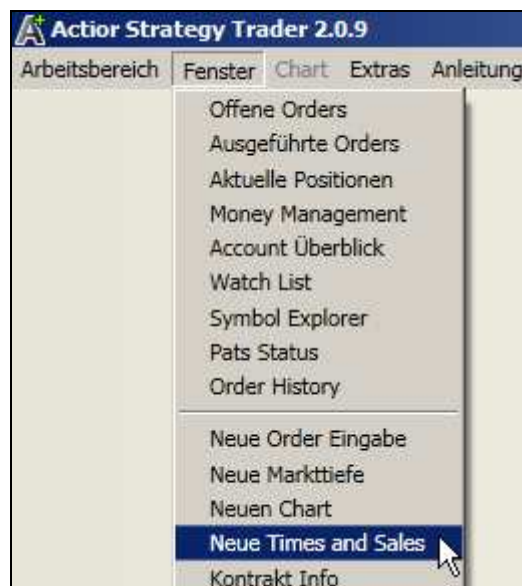 Actior Strategy Trader 2.0.9
Arbeitsbereich Fenster Chart Extras Anleitung
Offene Orders
Ausgeführte Orders
Aktuelle Positionen
Money Management
Account Überblick
Watch List
Symbol Explorer
Pats Status
Order History
Neue Order Eingabe
Neue Markttiefe
Neuen Chart
Neue Times and Sales
Kontrakt Info